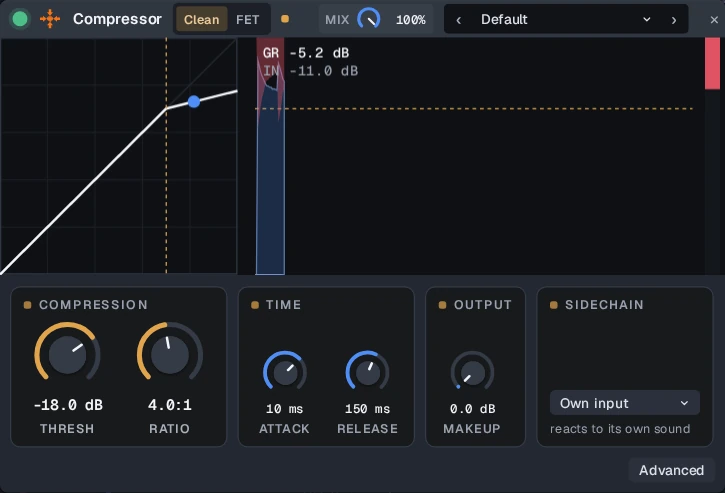 Compressor Clean FET MIX 100% ‹ Default ›
GR -5.2 dB
IN -11.0 dB
COMPRESSION
-18.0 dB 4.0:1
THRESH RATIO
TIME
10 ms 150 ms
ATTACK RELEASE
OUTPUT
0.0 dB
MAKEUP
SIDECHAIN
Own input
reacts to its own sound
Advanced